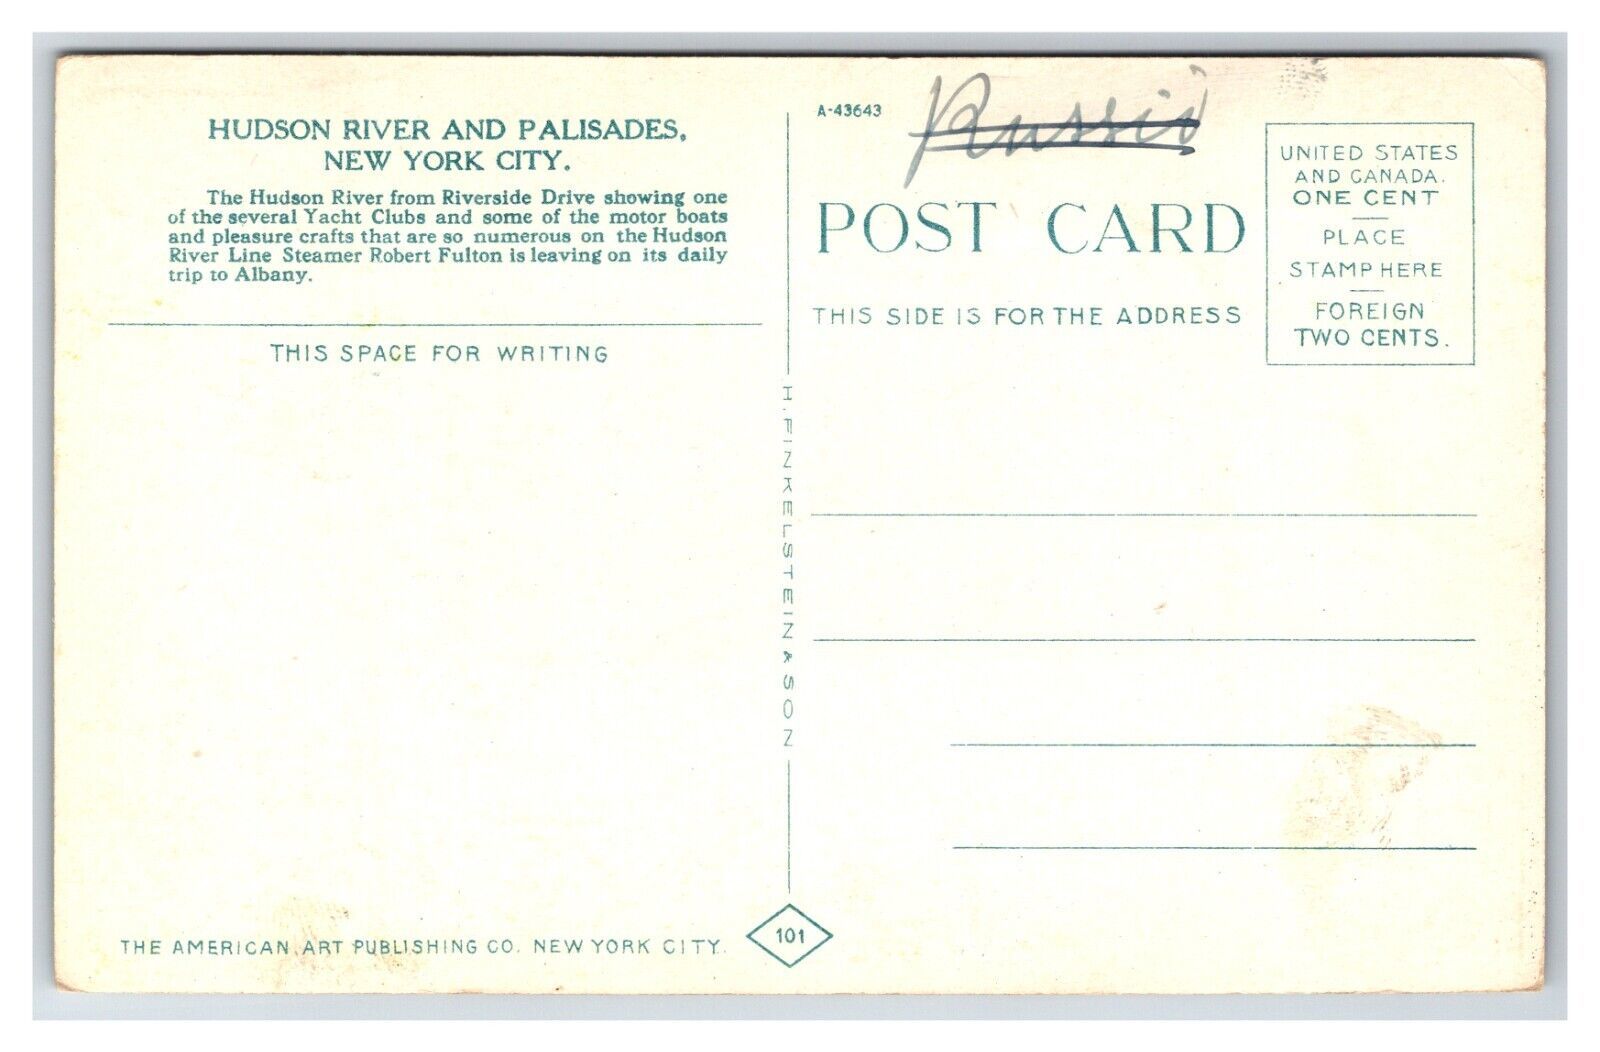 HUDSON RIVER AND PALISADES,
NEW YORK CITY.
The Hudson River from Riverside Drive showing one
of the several Yacht Clubs and some of the motor boats
and pleasure crafts that are so numerous on the Hudson
River Line Steamer Robert Fulton is leaving on its daily
trip to Albany.
THIS SPACE FOR WRITING
THE AMERICAN ART PUBLISHING CO. NEW YORK CITY.
H. FINKELSTEIN & SON
101
A-43643
Russia
POST CARD
THIS SIDE IS FOR THE ADDRESS
UNITED STATES
AND CANADA.
ONE CENT
PLACE
STAMP HERE
FOREIGN
TWO CENTS.